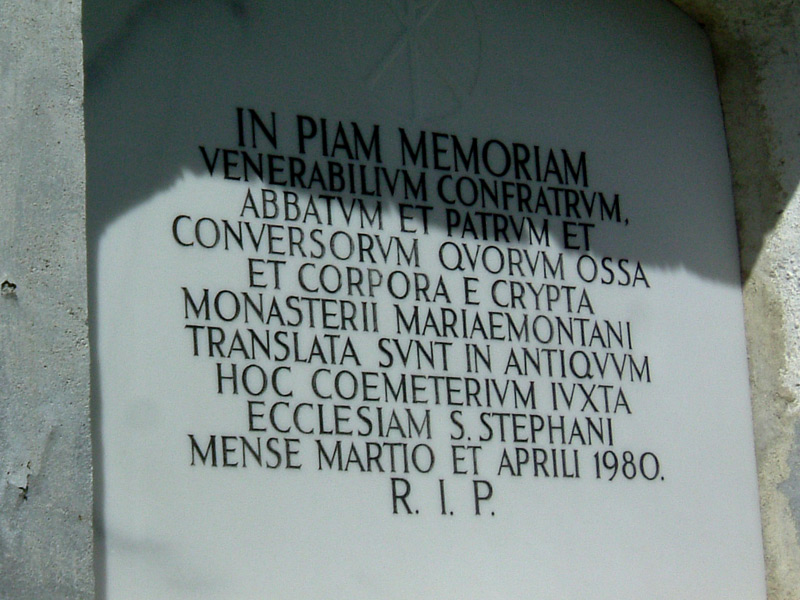 IN PIAM MEMORIAM
VENERABILIVM CONFRATRVM,
ABBATVM ET PATRVM ET
CONVERSORVM QVORVM OSSA
ET CORPORA E CRYPTA
MONASTERII MARIAEMONTANI
TRANSLATA SVNT IN ANTIQVVM
HOC COEMETERIVM IVXTA
ECCLESIAM S. STEPHANI
MENSE MARTIO ET APRILI 1980.
R. I. P.